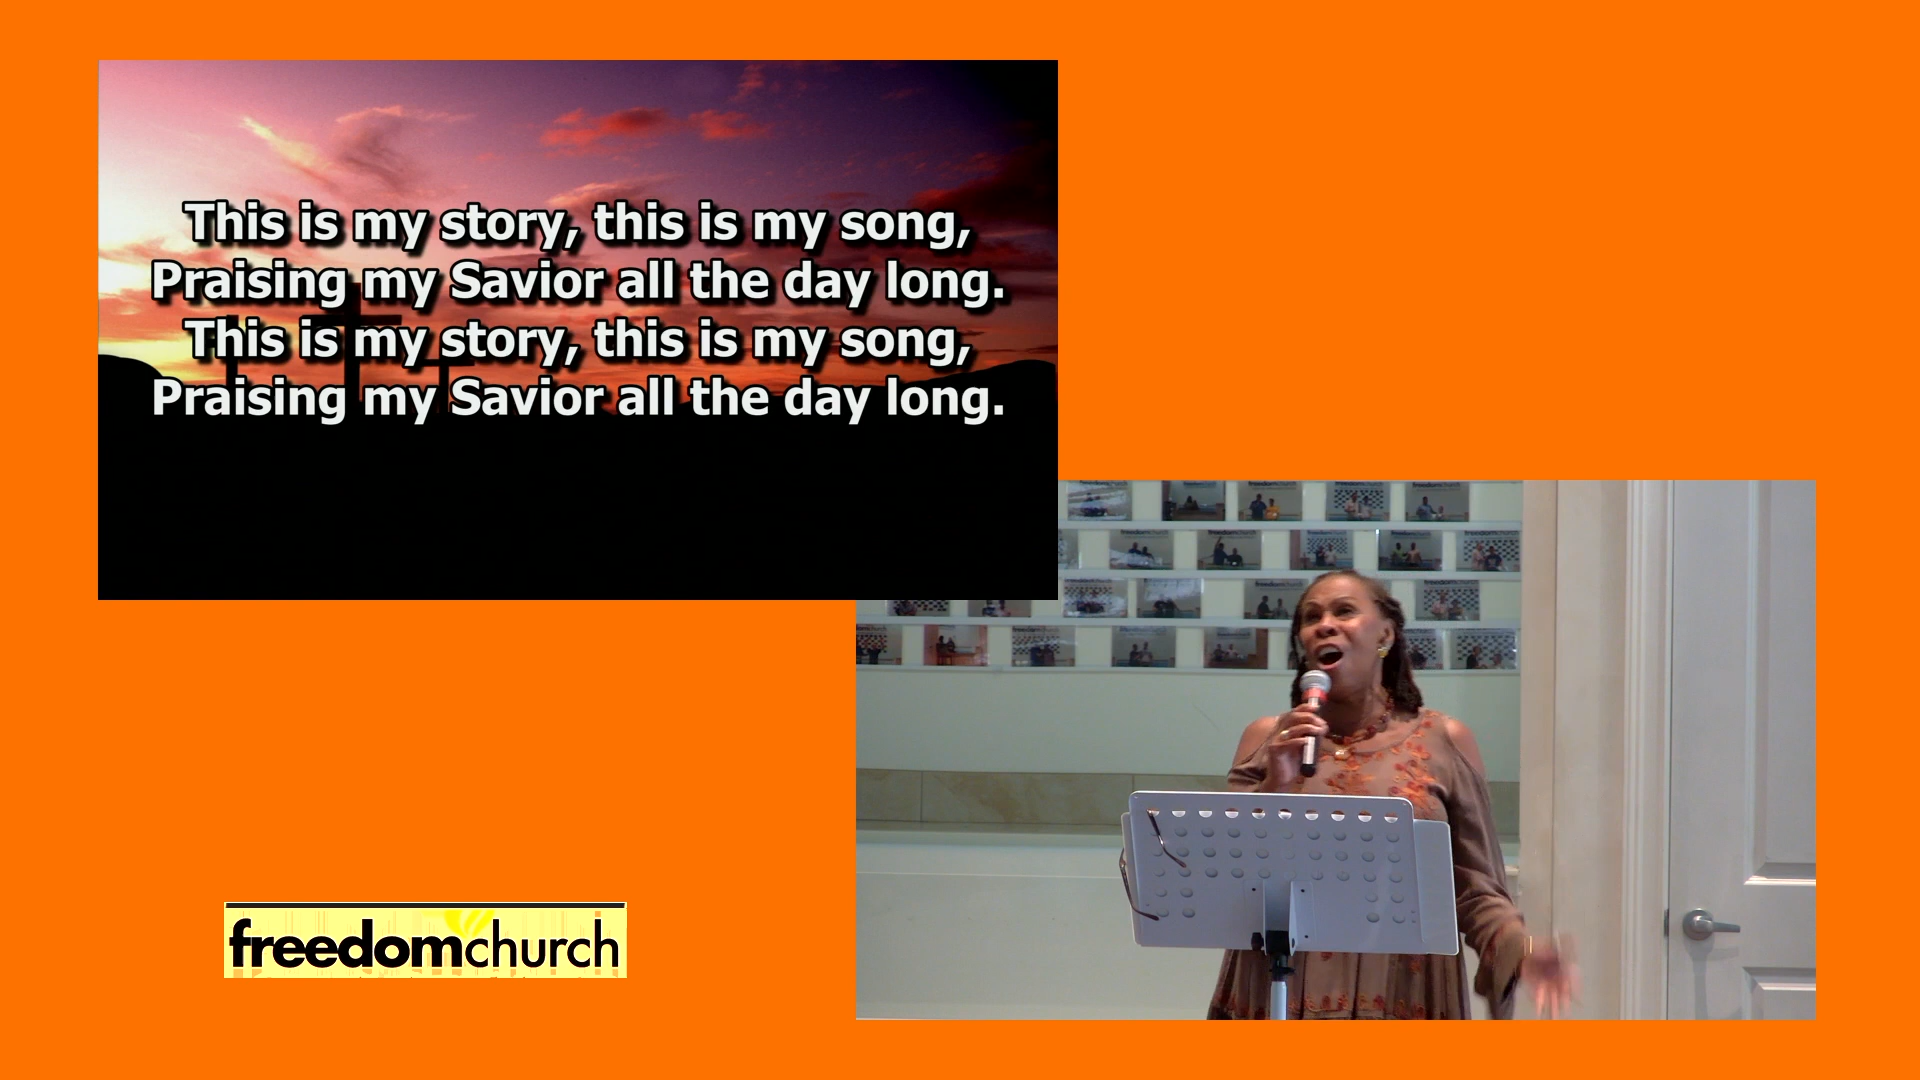 This is my story, this is my song,
Praising my Savior all the day long.
This is my story, this is my song,
Praising my Savior all the day long.
freedomchurch